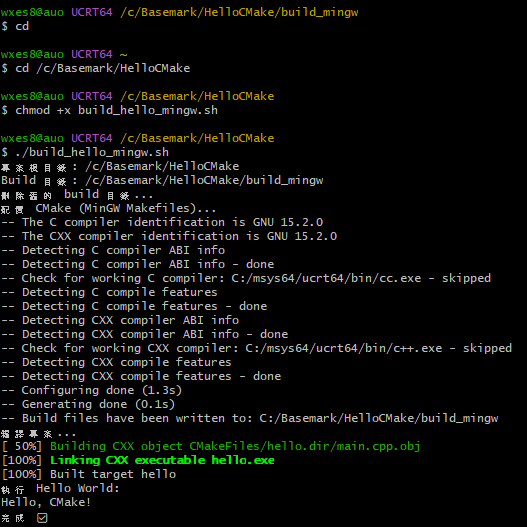 wxes8@auo UCRT64 /c/Basemark/HelloCMake/build_mingw
$ cd

wxes8@auo UCRT64 ~
$ cd /c/Basemark/HelloCMake

wxes8@auo UCRT64 /c/Basemark/HelloCMake
$ chmod +x build_hello_mingw.sh

wxes8@auo UCRT64 /c/Basemark/HelloCMake
$ ./build_hello_mingw.sh
專案根目錄: /c/Basemark/HelloCMake
Build 目錄: /c/Basemark/HelloCMake/build_mingw
刪除舊的 build 目錄...
配置 CMake (MinGW Makefiles)...
-- The C compiler identification is GNU 15.2.0
-- The CXX compiler identification is GNU 15.2.0
-- Detecting C compiler ABI info
-- Detecting C compiler ABI info - done
-- Check for working C compiler: C:/msys64/ucrt64/bin/cc.exe - skipped
-- Detecting C compile features
-- Detecting C compile features - done
-- Detecting CXX compiler ABI info
-- Detecting CXX compiler ABI info - done
-- Check for working CXX compiler: C:/msys64/ucrt64/bin/c++.exe - skipped
-- Detecting CXX compile features
-- Detecting CXX compile features - done
-- Configuring done (1.3s)
-- Generating done (0.1s)
-- Build files have been written to: C:/Basemark/HelloCMake/build_mingw
編譯專案...
[ 50%] Building CXX object CMakeFiles/hello.dir/main.cpp.obj
[100%] Linking CXX executable hello.exe
[100%] Built target hello
執行 Hello World:
Hello, CMake!
完成 ☑